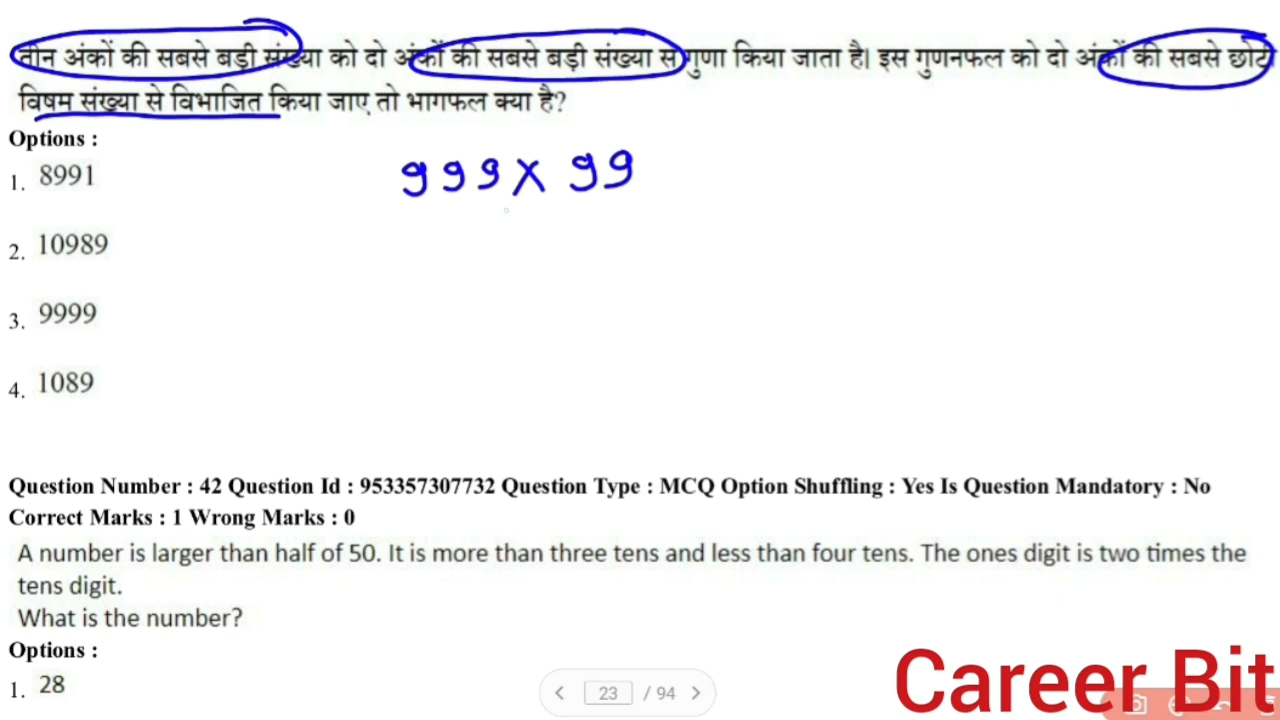 तीन अंकों की सबसे बड़ी संख्या को दो अंकों की सबसे बड़ी संख्या से गुणा किया जाता है। इस गुणनफल को दो अंकों की सबसे छोटी
विषम संख्या से विभाजित किया जाए तो भागफल क्या है?
Options :
1. 8991
999 X 99
2. 10989
3. 9999
4. 1089
Question Number : 42 Question Id : 953357307732 Question Type : MCQ Option Shuffling : Yes Is Question Mandatory : No
Correct Marks : 1 Wrong Marks : 0
A number is larger than half of 50. It is more than three tens and less than four tens. The ones digit is two times the
tens digit.
What is the number?
Options :
1. 28
23 / 94
Career Bit